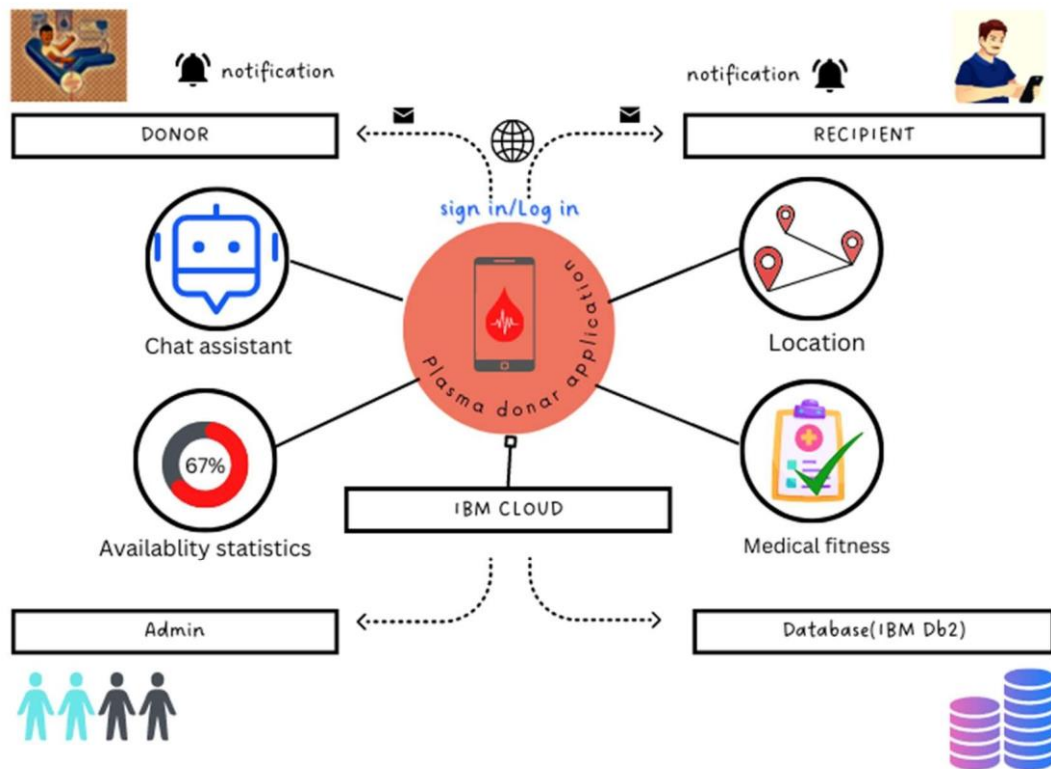 notification
notification
DONOR
RECIPIENT
sign in/Log in
Plasma donar application
Chat assistant
Location
67%
Availablity statistics
IBM CLOUD
Medical fitness
Admin
Database(IBM Db2)